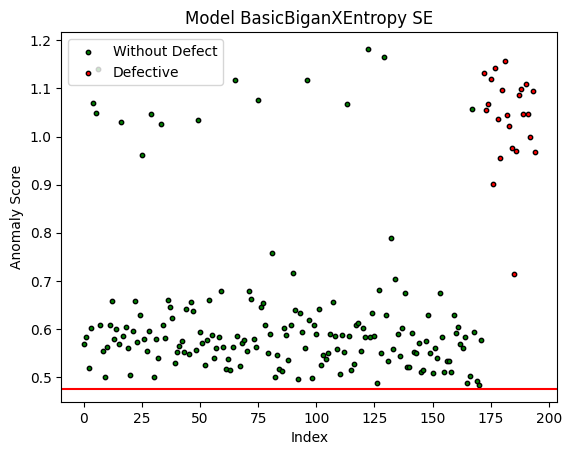 Model BasicBiganXEntropy SE
Without Defect
Defective
Anomaly Score
1.2
1.1
1.0
0.9
0.8
0.7
0.6
0.5
0 25 50 75 100 125 150 175 200
Index